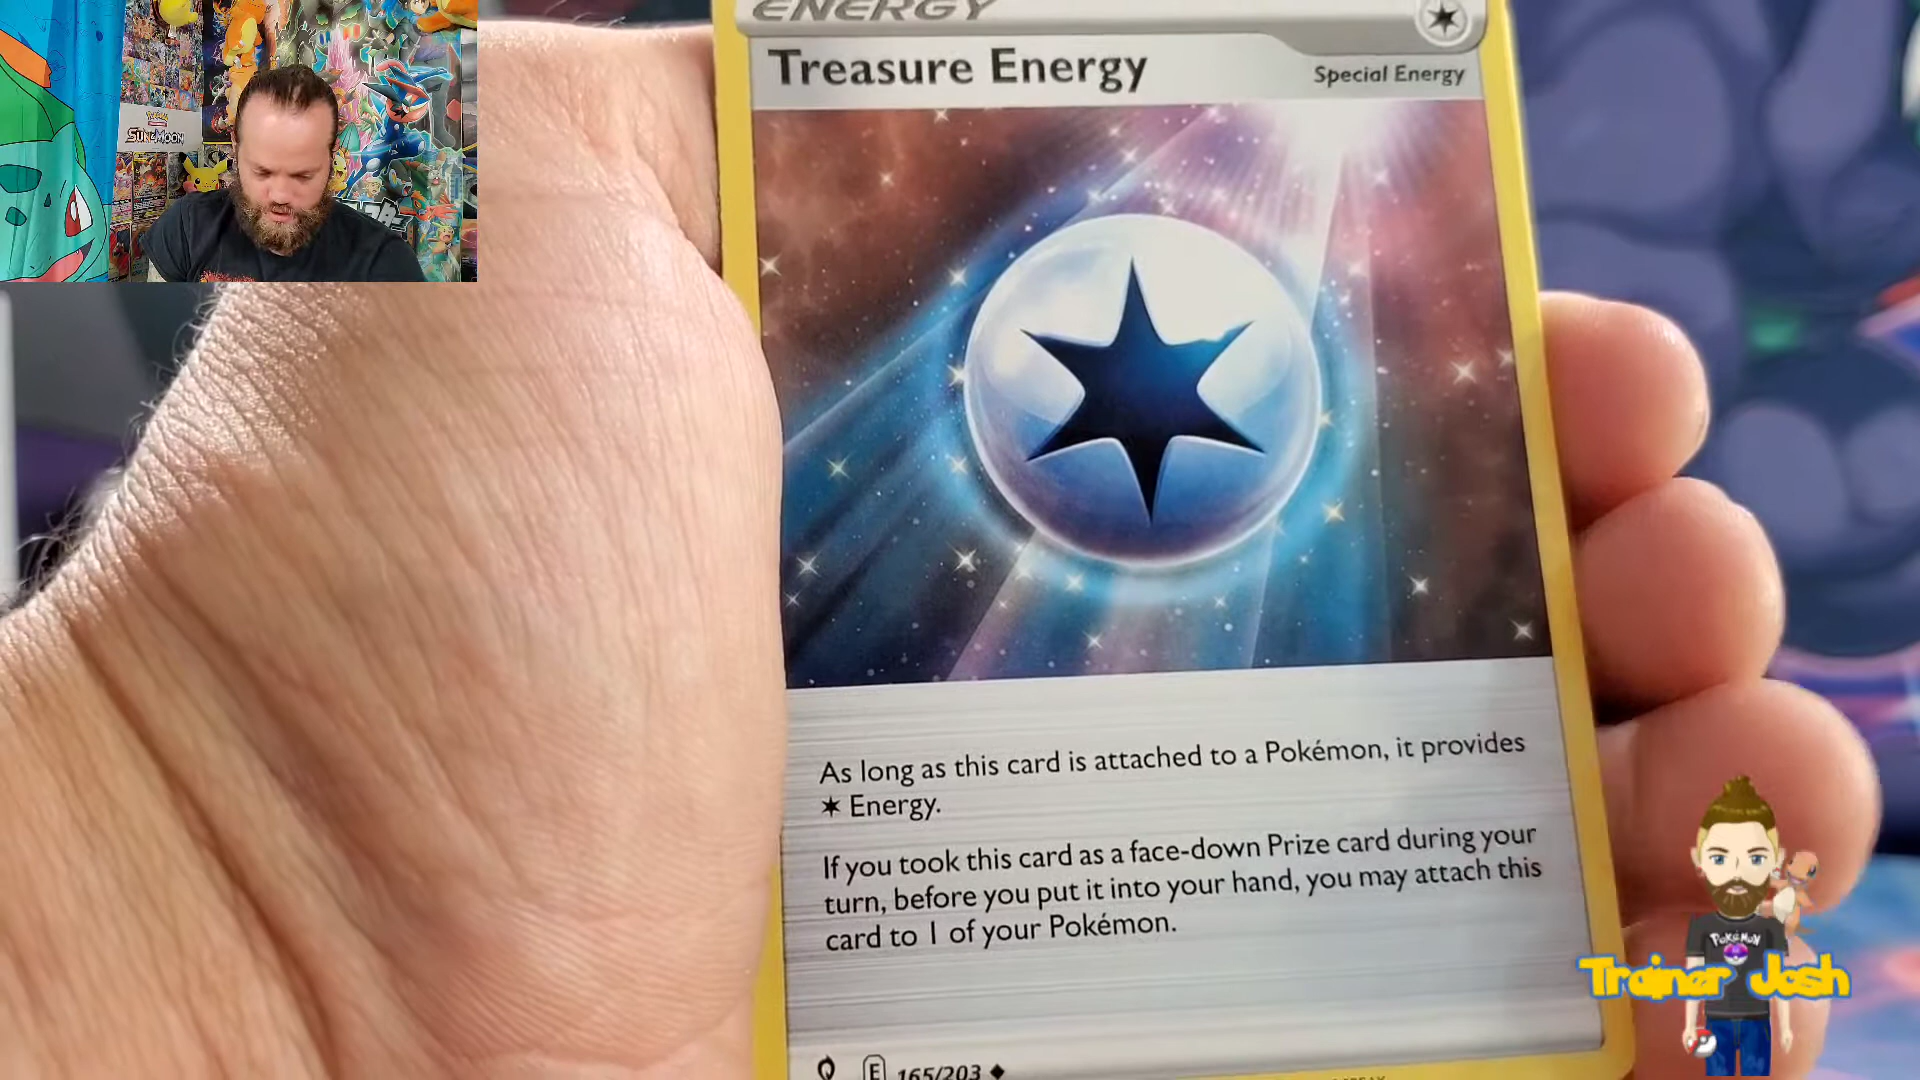 ENERGY
Treasure Energy
Special Energy
As long as this card is attached to a Pokémon, it provides
✶ Energy.
If you took this card as a face-down Prize card during your
turn, before you put it into your hand, you may attach this
card to 1 of your Pokémon.
E 165/203 ◆
POKéMON
SUN & MOON
POKéMON
Trainer Josh